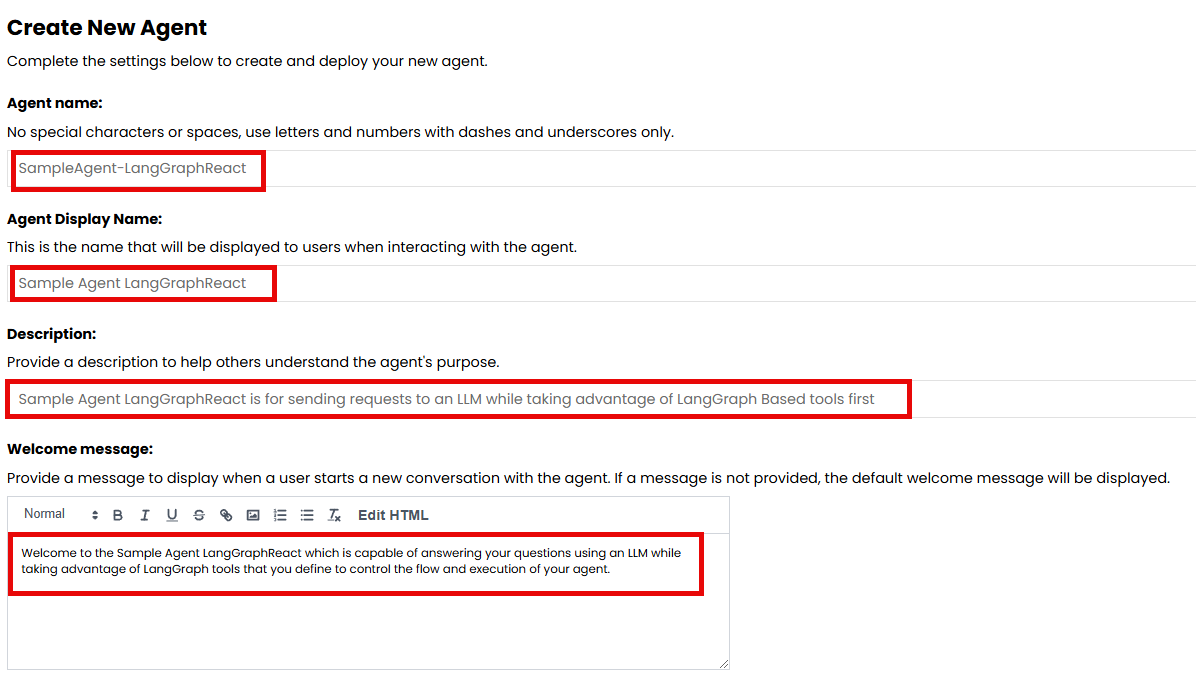 Create New Agent
Complete the settings below to create and deploy your new agent.
Agent name:
No special characters or spaces, use letters and numbers with dashes and underscores only.
SampleAgent-LangGraphReact
Agent Display Name:
This is the name that will be displayed to users when interacting with the agent.
Sample Agent LangGraphReact
Description:
Provide a description to help others understand the agent's purpose.
Sample Agent LangGraphReact is for sending requests to an LLM while taking advantage of LangGraph Based tools first
Welcome message:
Provide a message to display when a user starts a new conversation with the agent. If a message is not provided, the default welcome message will be displayed.
Normal B I U S Edit HTML
Welcome to the Sample Agent LangGraphReact which is capable of answering your questions using an LLM while
taking advantage of LangGraph tools that you define to control the flow and execution of your agent.